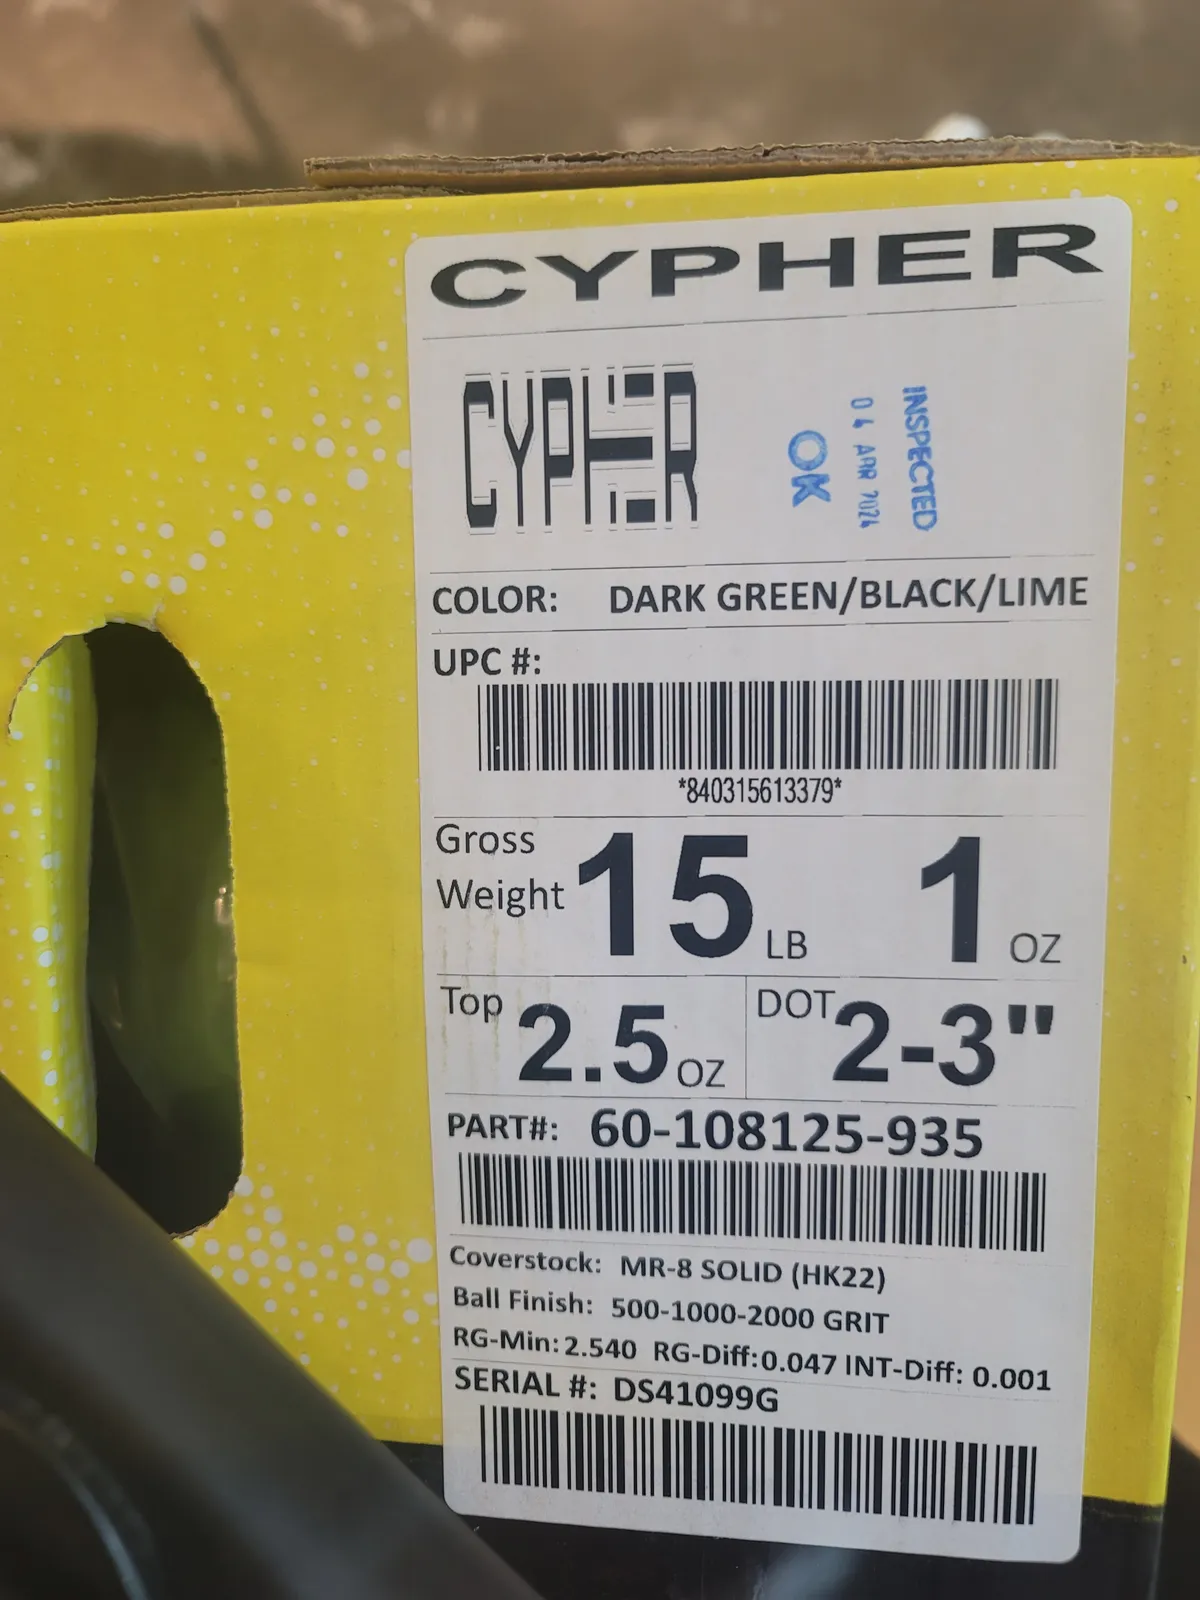 CYPHER
CYPHER
INSPECTED
04 APR 2024
OK
COLOR: DARK GREEN/BLACK/LIME
UPC #:
*840315613379*
Gross Weight 15 LB 1 OZ
Top 2.5 OZ DOT 2-3"
PART#: 60-108125-935
Coverstock: MR-8 SOLID (HK22)
Ball Finish: 500-1000-2000 GRIT
RG-Min: 2.540 RG-Diff: 0.047 INT-Diff: 0.001
SERIAL #: DS41099G